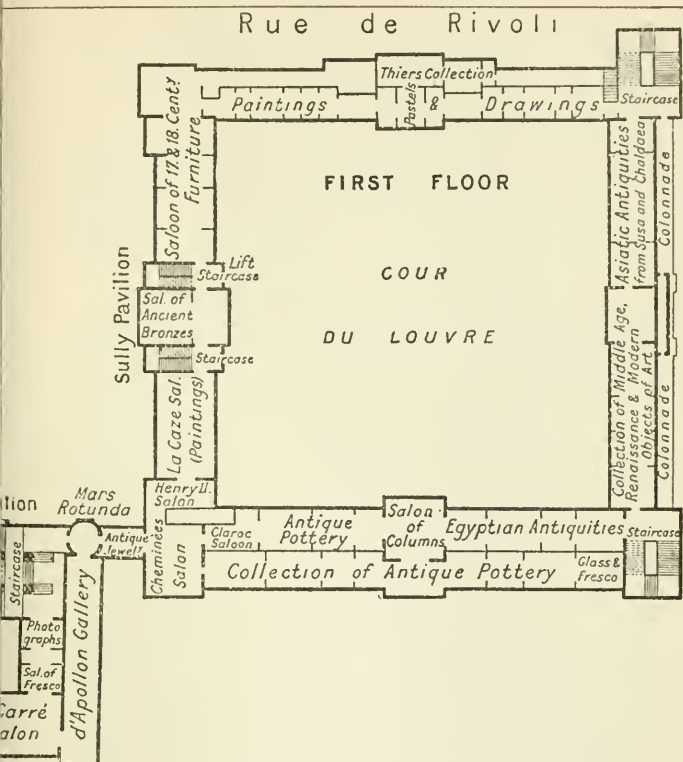 Rue de Rivoli
Thiers Collection
Paintings
Pastels
&
Drawings
Staircase
Saloon of 17. & 18. Centy
Furniture
FIRST FLOOR
Asiatic Antiquities
from Susa and Chaldaea
Colonnade
Lift
Staircase
Sully Pavilion
Sal. of
Ancient
Bronzes
COUR
DU LOUVRE
Staircase
La Caze Sal.
(Paintings)
Collection of Middle Age,
Renaissance & Modern
Objects of Art
Colonnade
Henry II.
Salon
Mars
Rotunda
Antique
Jewelry
Cheminées
Salon
Claroc
Saloon
Antique
Pottery
Salon
of
Columns
Egyptian Antiquities
Staircase
Collection of Antique Pottery
Glass &
Fresco
Staircase
d'Apollon Gallery
Photo
graphs
Sal. of
Fresco
Carré
alon